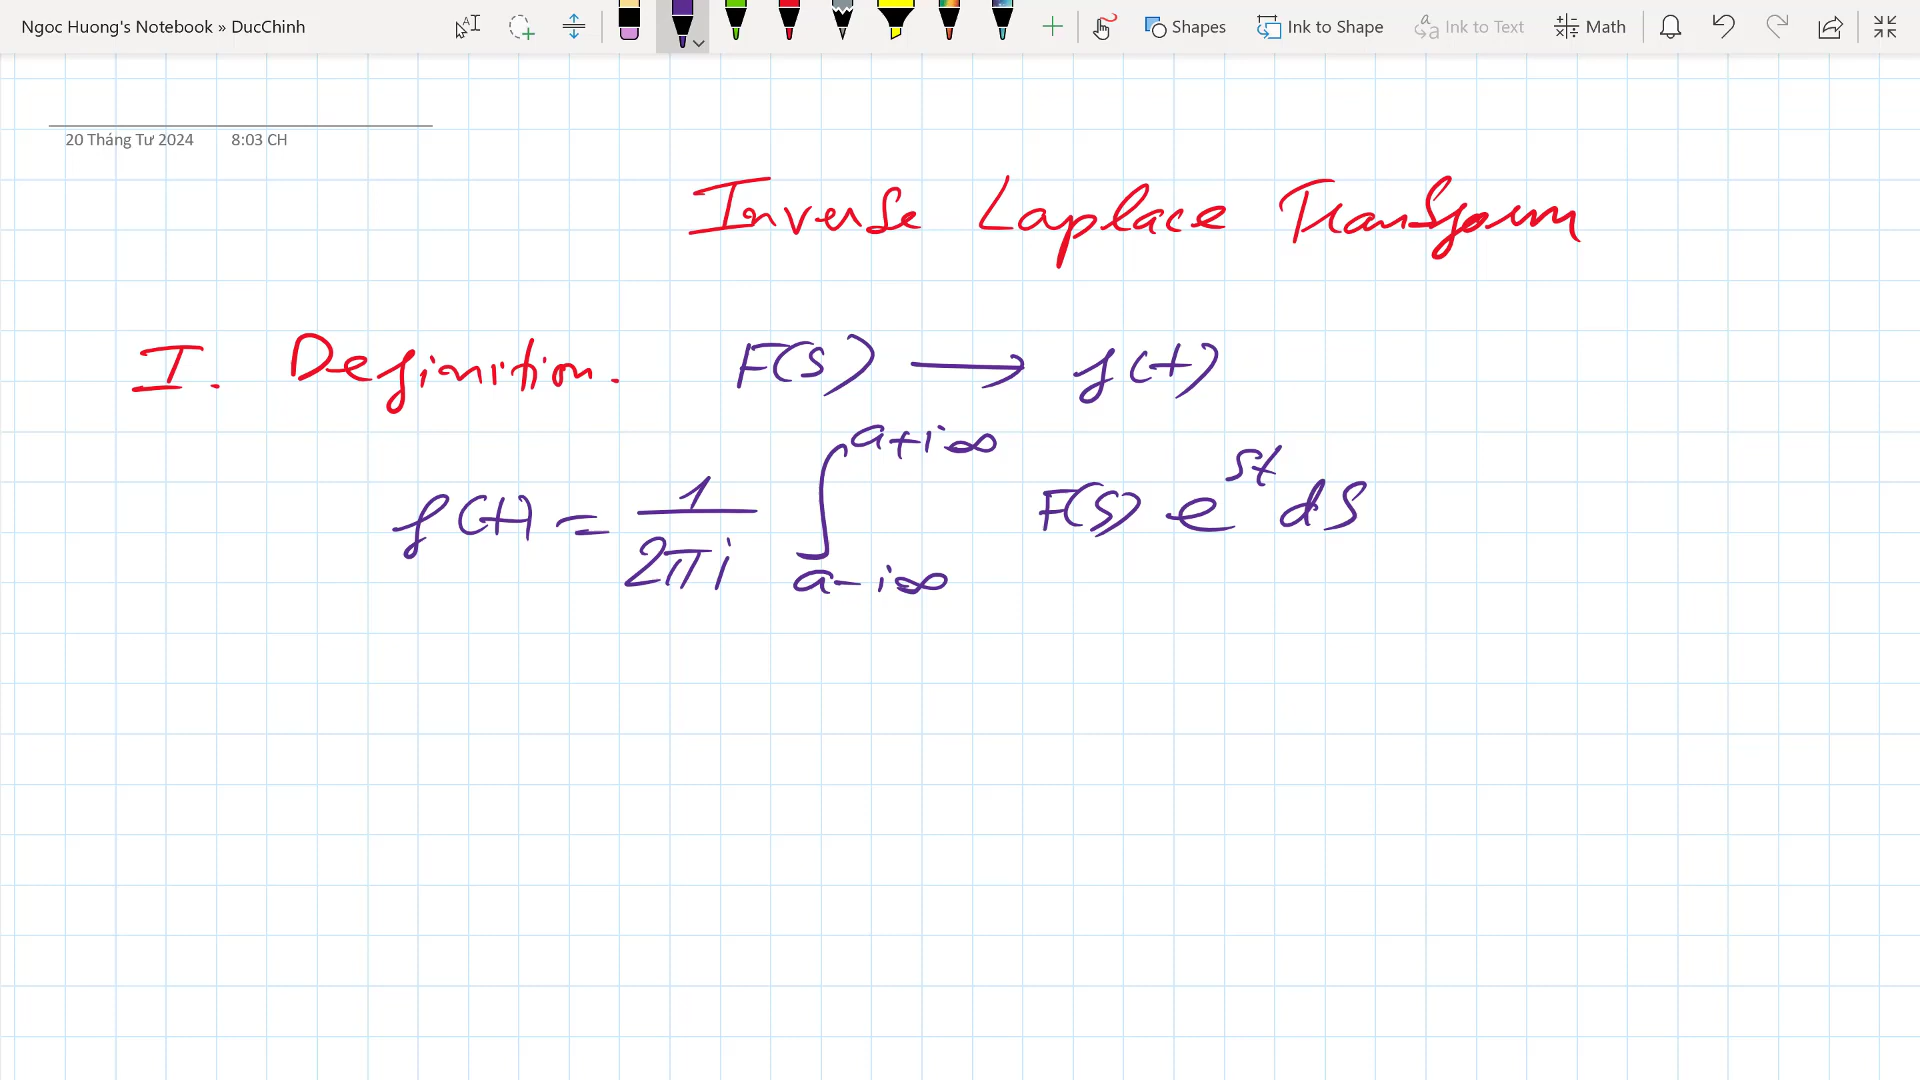 Ngoc Huong's Notebook » DucChinh
Shapes Ink to Shape Ink to Text Math
20 Tháng Tư 2024 8:03 CH
Inverse Laplace Transform
I. Definition. F(S) → f(t)
f(t) = 1/2πi ∫_{a-i∞}^{a+i∞} F(S) e^{st} dS